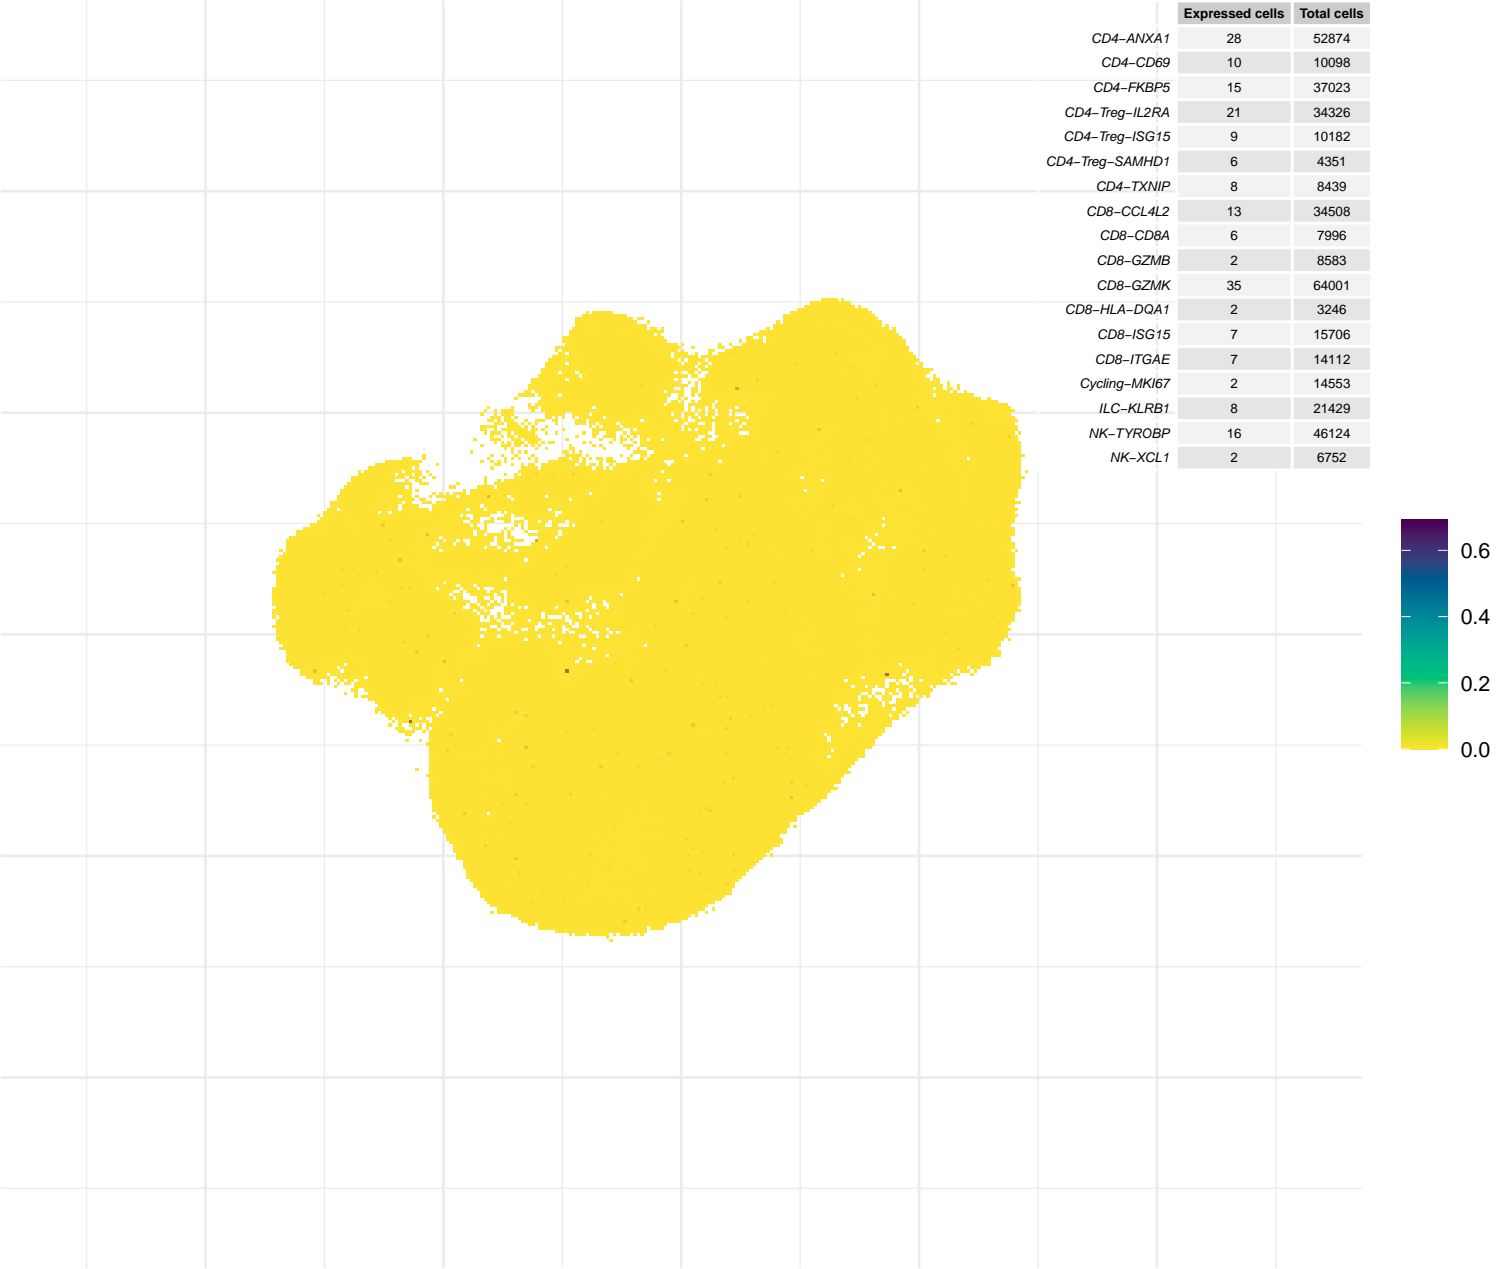 Expressed cells Total cells
CD4−ANXA1 28 52874
CD4−CD69 10 10098
CD4−FKBP5 15 37023
CD4−Treg−IL2RA 21 34326
CD4−Treg−ISG15 9 10182
CD4−Treg−SAMHD1 6 4351
CD4−TXNIP 8 8439
CD8−CCL4L2 13 34508
CD8−CD8A 6 7996
CD8−GZMB 2 8583
CD8−GZMK 35 64001
CD8−HLA−DQA1 2 3246
CD8−ISG15 7 15706
CD8−ITGAE 7 14112
Cycling−MKI67 2 14553
ILC−KLRB1 8 21429
NK−TYROBP 16 46124
NK−XCL1 2 6752
0.6
0.4
0.2
0.0